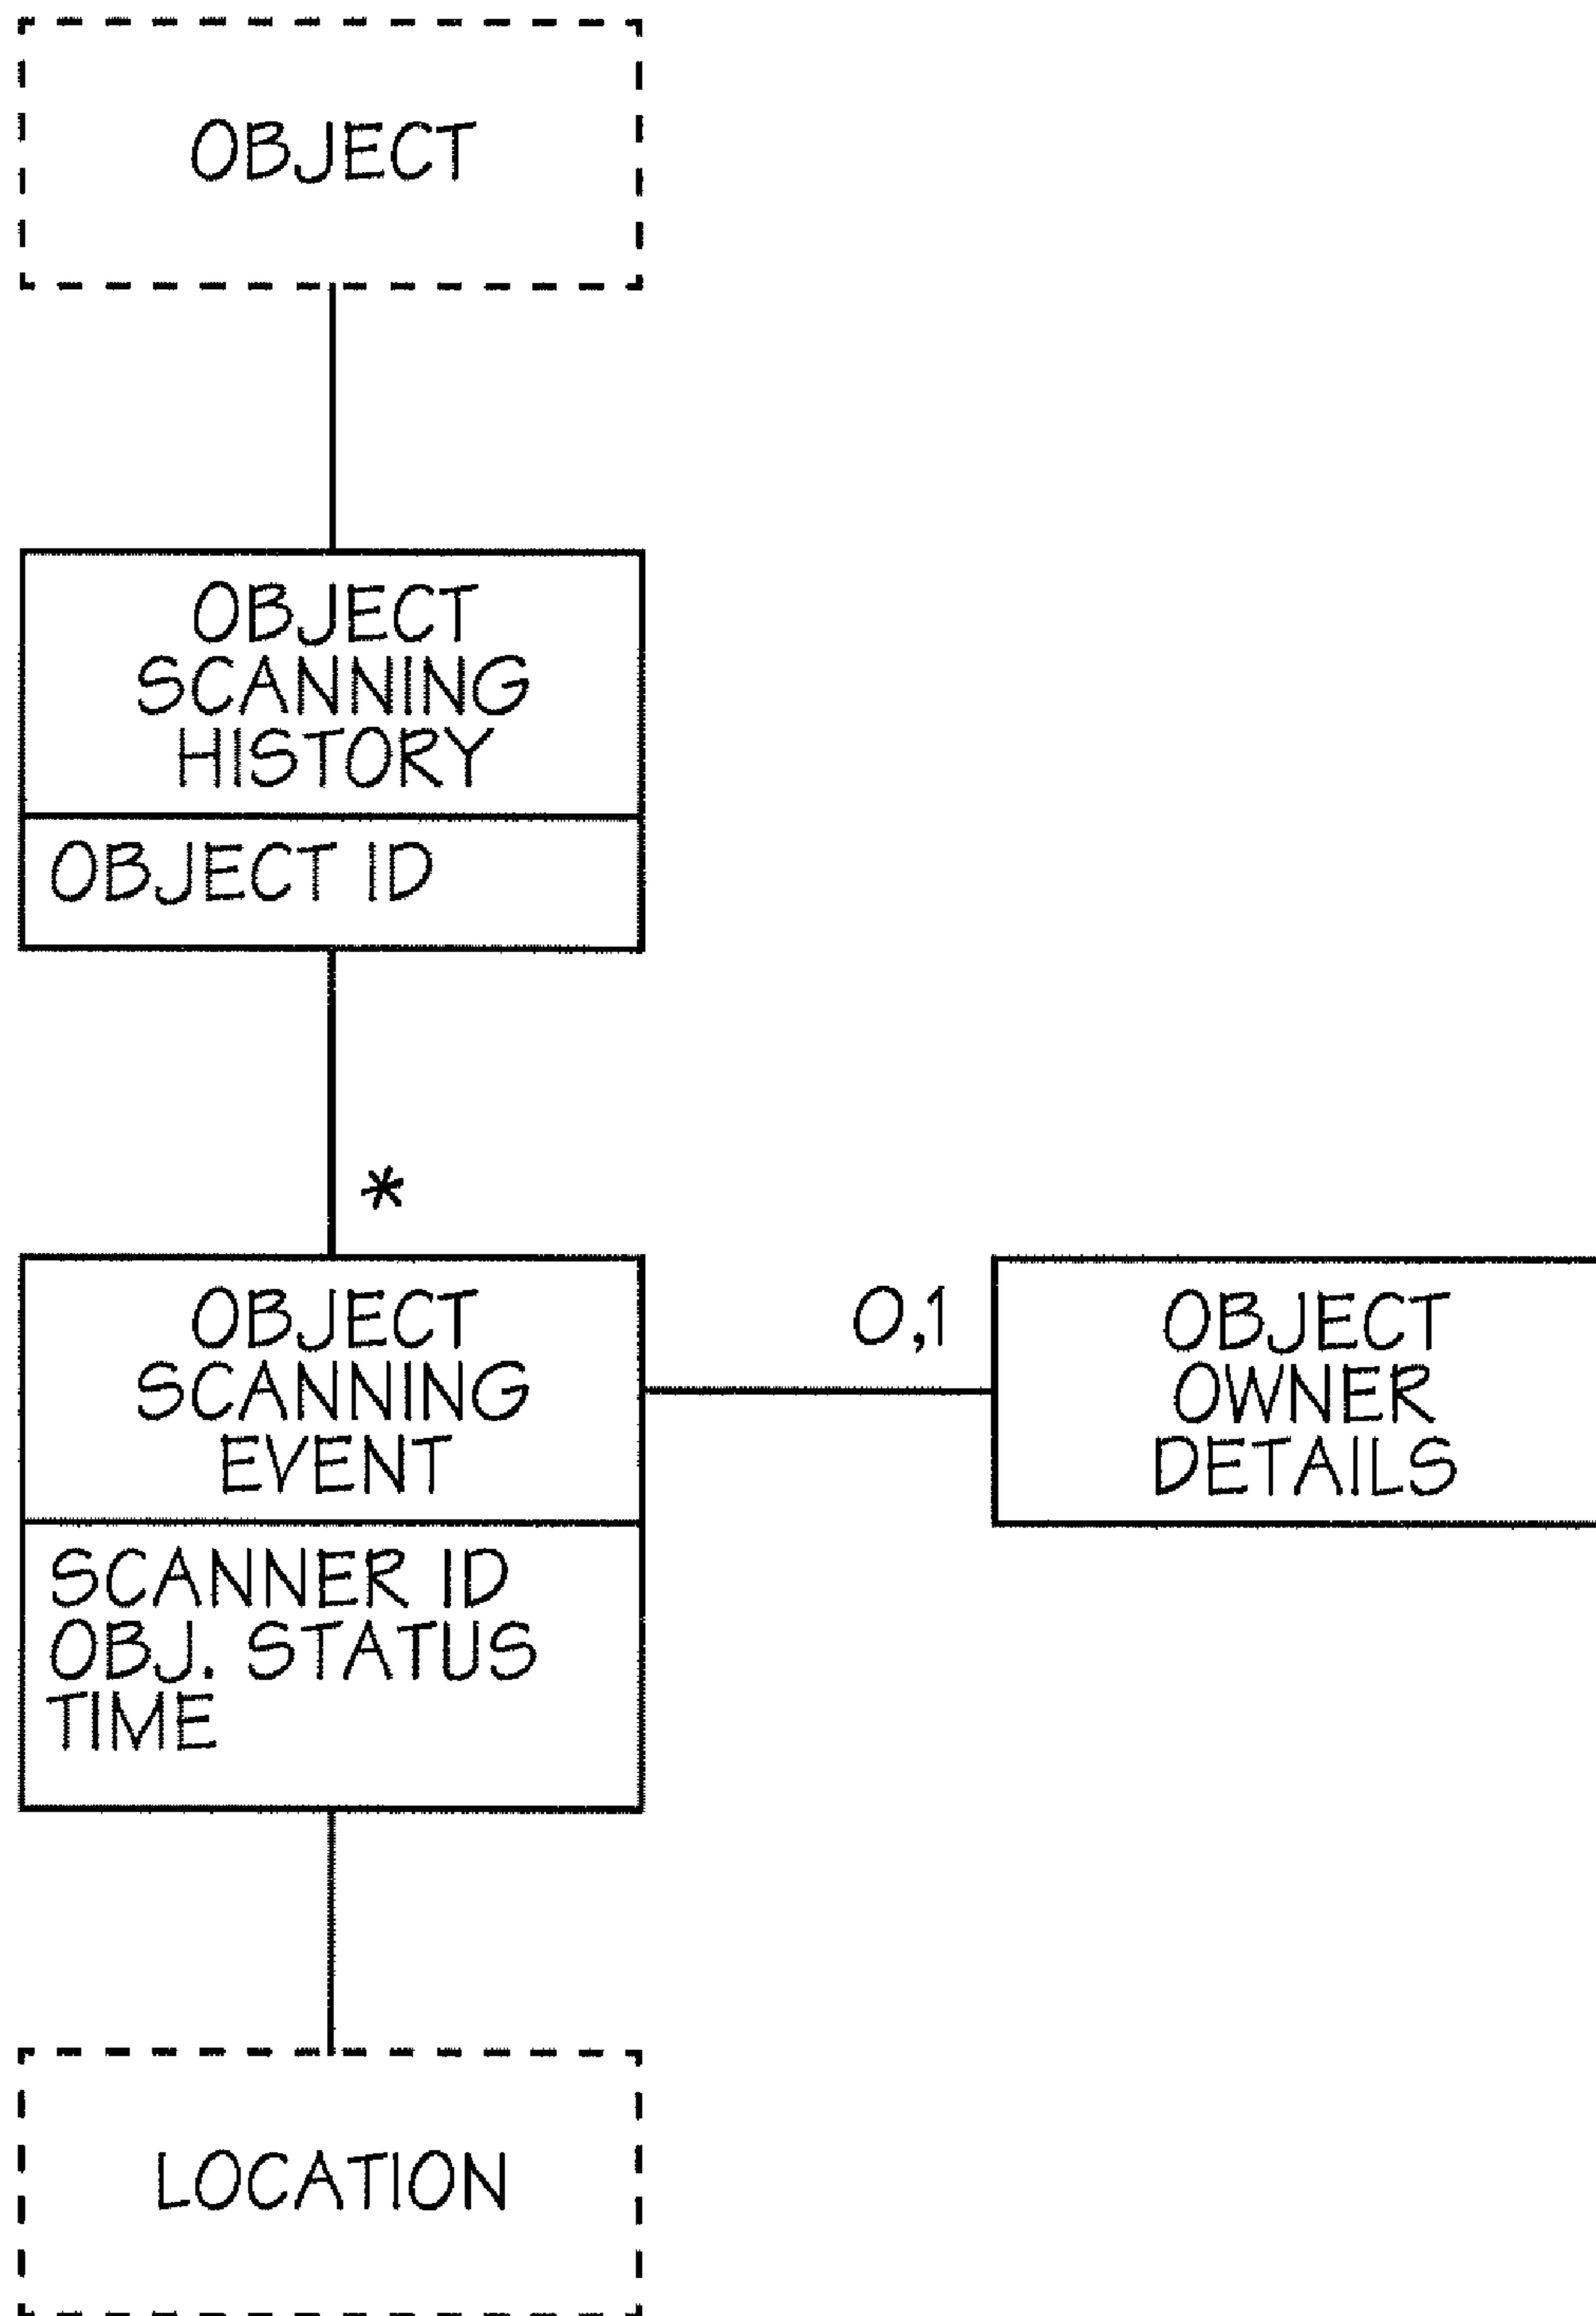 OBJECT
OBJECT
SCANNING
HISTORY
OBJECT ID
*
OBJECT
SCANNING
EVENT
0,1
OBJECT
OWNER
DETAILS
SCANNER ID
OBJ. STATUS
TIME
LOCATION